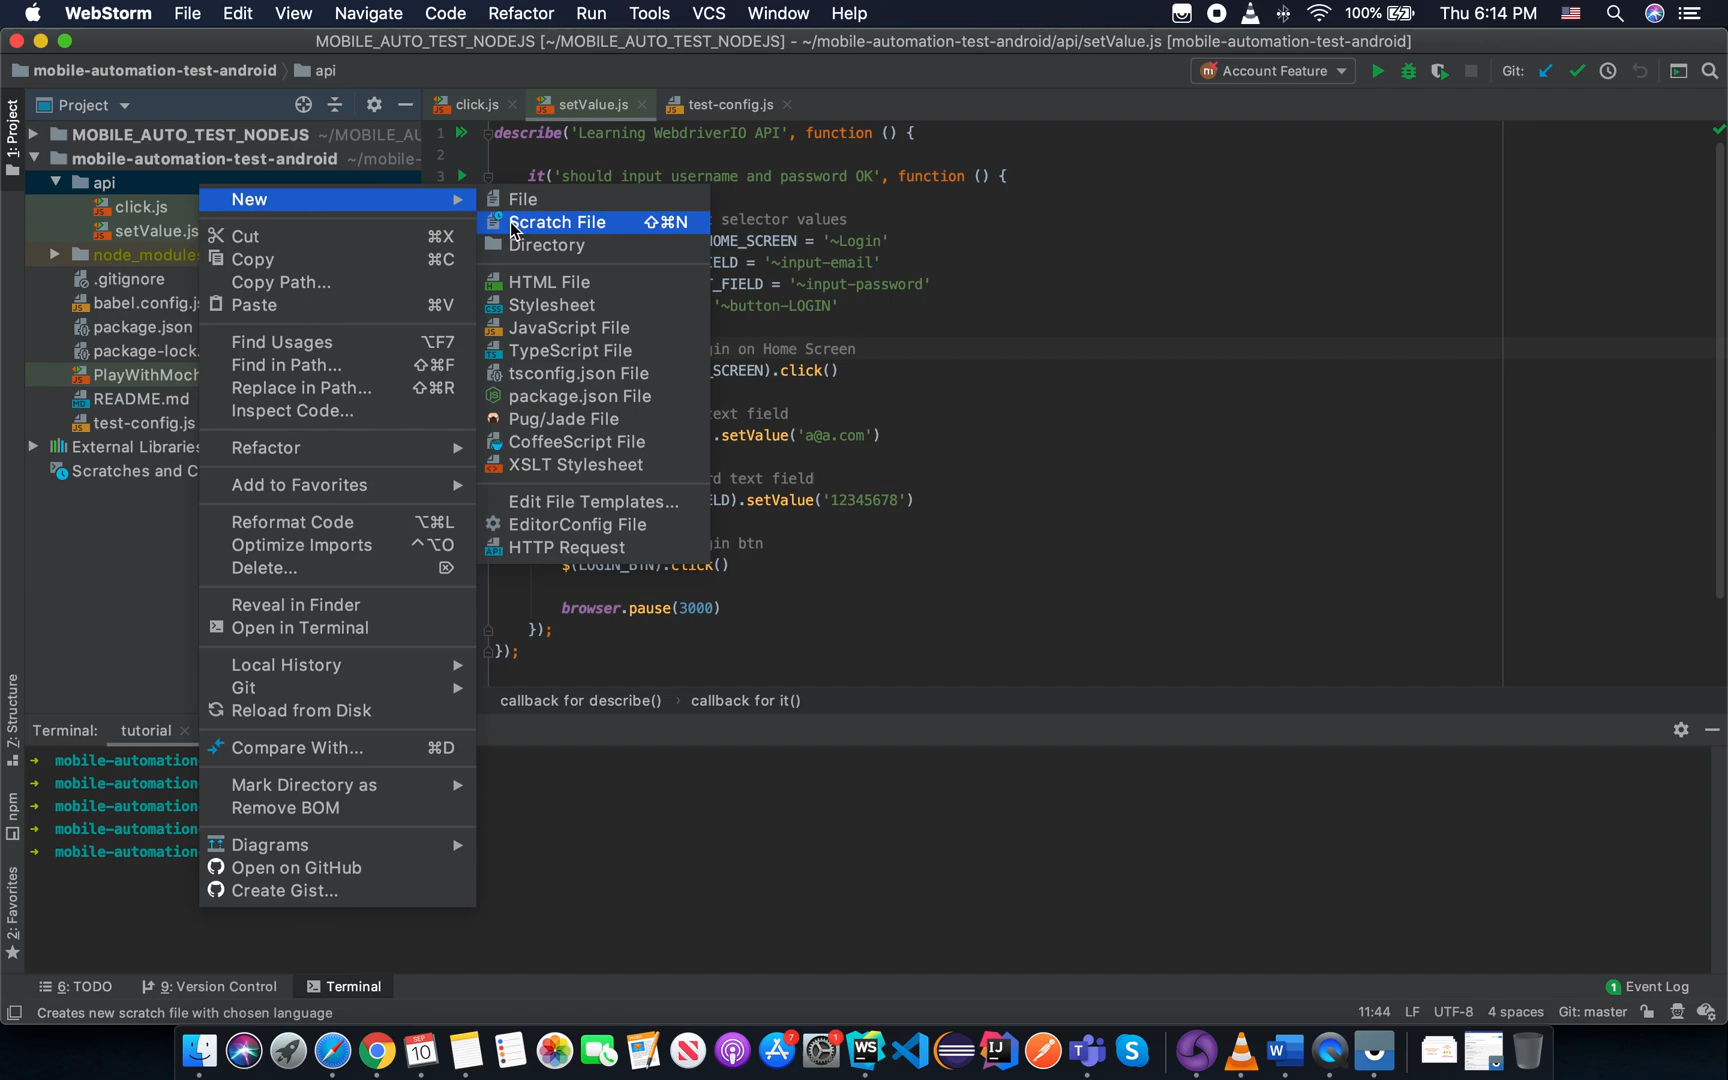 WebStorm File Edit View Navigate Code Refactor Run Tools VCS Window Help 100% Thu 6:14 PM
MOBILE_AUTO_TEST_NODEJS [~/MOBILE_AUTO_TEST_NODEJS] - ~/mobile-automation-test-android/api/setValue.js [mobile-automation-test-android]
mobile-automation-test-android api Account Feature Git:
1: Project
Project
click.js setValue.js test-config.js
MOBILE_AUTO_TEST_NODEJS ~/MOBILE_AU
mobile-automation-test-android ~/mobile-
api
click.js
setValue.js
node_modules
.gitignore
babel.config.js
package.json
package-lock.
PlayWithMoch
README.md
test-config.js
External Libraries
Scratches and C
1 describe('Learning WebdriverIO API', function () {
2
3 it('should input username and password OK', function () {
selector values
OME_SCREEN = '~Login'
ELD = '~input-email'
_FIELD = '~input-password'
'~button-LOGIN'
in on Home Screen
_SCREEN).click()
ext field
.setValue('a@a.com')
d text field
LD).setValue('12345678')
in btn
$(LOGIN_BTN).click()
browser.pause(3000)
});
});
callback for describe() › callback for it()
New
Cut ⌘X
Copy ⌘C
Copy Path...
Paste ⌘V
Find Usages ⌥F7
Find in Path... ⇧⌘F
Replace in Path... ⇧⌘R
Inspect Code...
Refactor
Add to Favorites
Reformat Code ⌥⌘L
Optimize Imports ^⌥O
Delete... ⌦
Reveal in Finder
Open in Terminal
Local History
Git
Reload from Disk
Compare With... ⌘D
Mark Directory as
Remove BOM
Diagrams
Open on GitHub
Create Gist...
File
Scratch File ⇧⌘N
Directory
HTML File
Stylesheet
JavaScript File
TypeScript File
tsconfig.json File
package.json File
Pug/Jade File
CoffeeScript File
XSLT Stylesheet
Edit File Templates...
EditorConfig File
HTTP Request
7: Structure
npm
2: Favorites
Terminal: tutorial
mobile-automation
mobile-automation
mobile-automation
mobile-automation
mobile-automation
6: TODO 9: Version Control Terminal 1 Event Log
Creates new scratch file with chosen language 11:44 LF UTF-8 4 spaces Git: master
SEP 10 7 1 WS IJ W